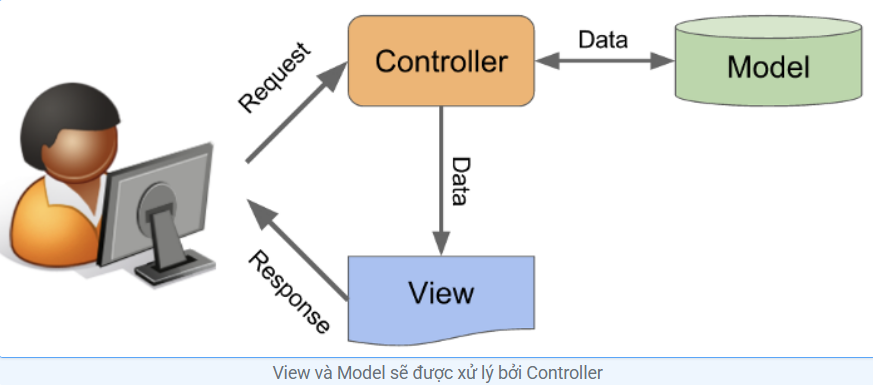 Request
Controller
Data
Model
Data
Response
View
View và Model sẽ được xử lý bởi Controller